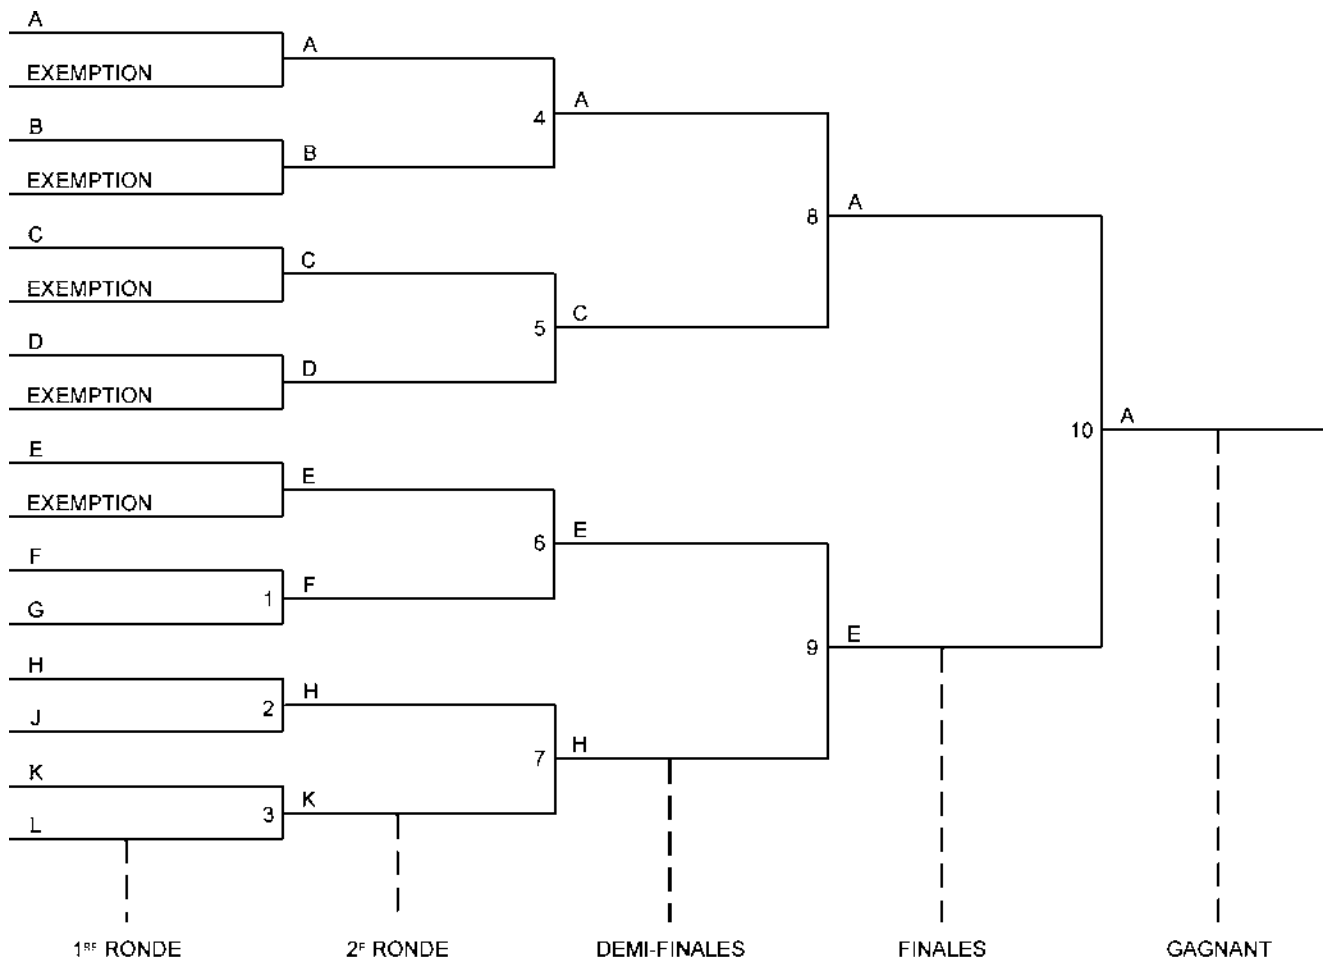 A
EXEMPTION
B
EXEMPTION
C
EXEMPTION
D
EXEMPTION
E
EXEMPTION
F
G
1
H
J
2
K
L
3
A
B
4
C
D
5
E
F
6
H
K
7
A
C
8
E
H
9
A
E
10
A
1RE RONDE
2E RONDE
DEMI-FINALES
FINALES
GAGNANT